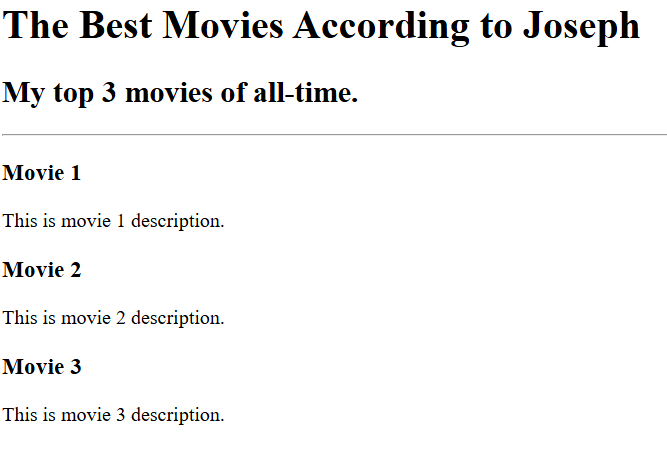 The Best Movies According to Joseph
My top 3 movies of all-time.
Movie 1
This is movie 1 description.
Movie 2
This is movie 2 description.
Movie 3
This is movie 3 description.